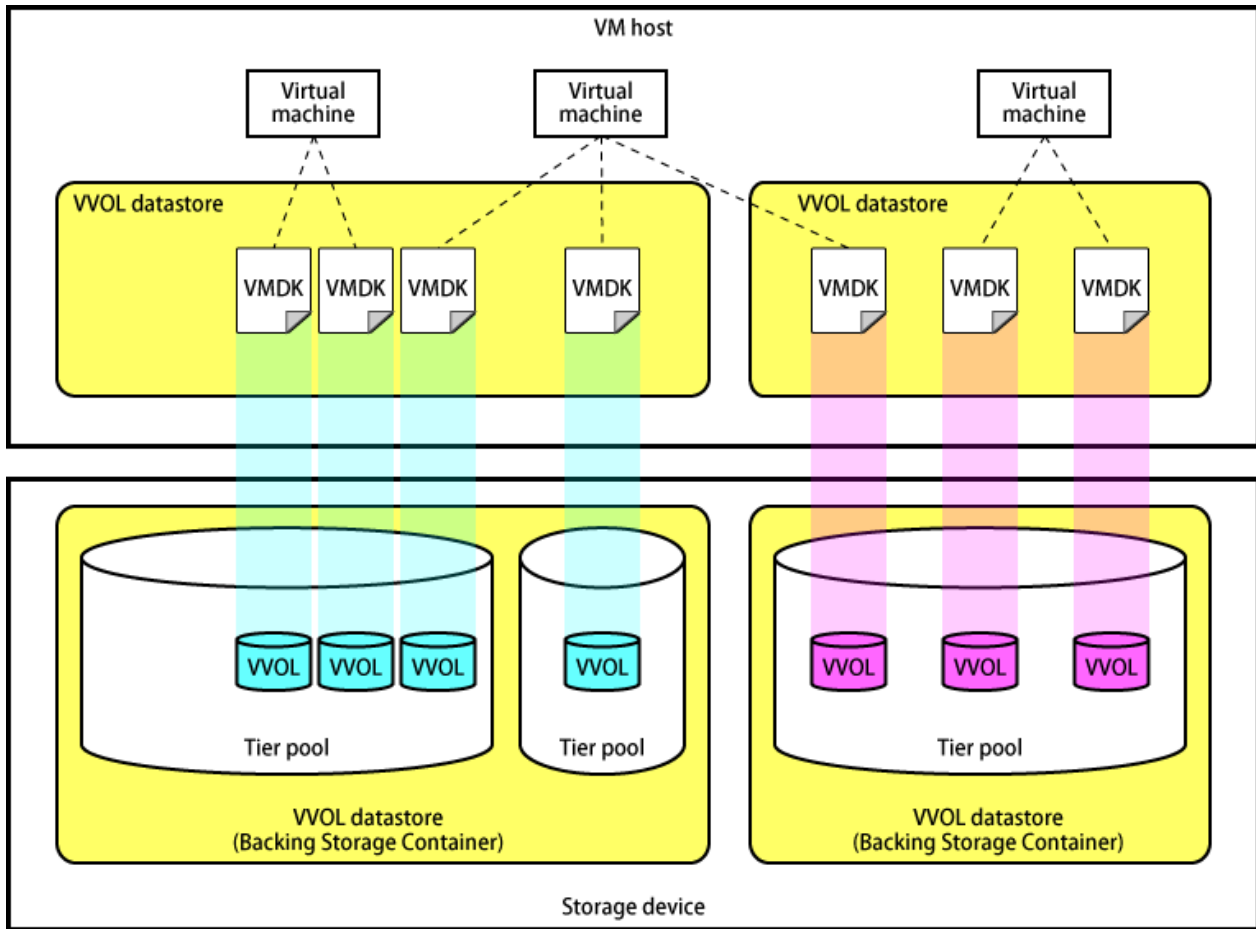 VM host
Virtual
machine
Virtual
machine
Virtual
machine
VVOL datastore
VVOL datastore
VMDK
VMDK
VMDK
VMDK
VMDK
VMDK
VMDK
VVOL
VVOL
VVOL
VVOL
VVOL
VVOL
VVOL
Tier pool
Tier pool
Tier pool
VVOL datastore
(Backing Storage Container)
VVOL datastore
(Backing Storage Container)
Storage device